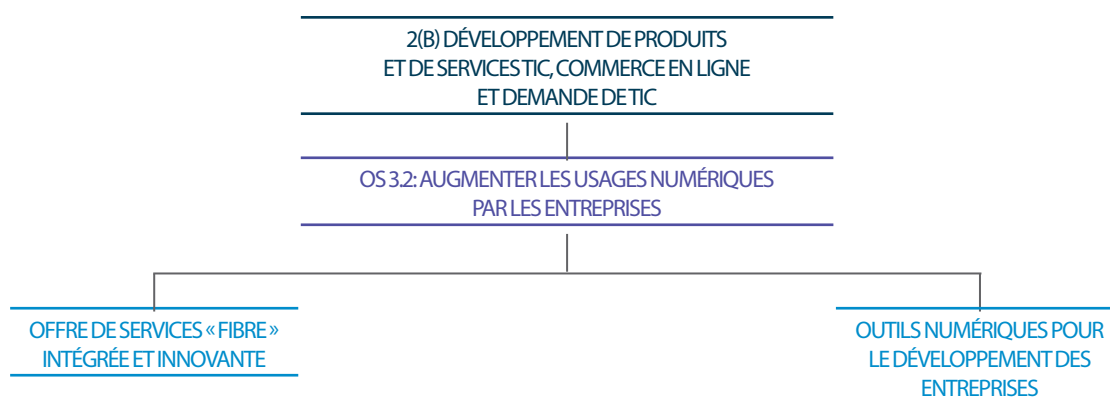 2(B) DÉVELOPPEMENT DE PRODUITS
ET DE SERVICES TIC, COMMERCE EN LIGNE
ET DEMANDE DE TIC
OS 3.2: AUGMENTER LES USAGES NUMÉRIQUES
PAR LES ENTREPRISES
OFFRE DE SERVICES « FIBRE »
INTÉGRÉE ET INNOVANTE
OUTILS NUMÉRIQUES POUR
LE DÉVELOPPEMENT DES
ENTREPRISES